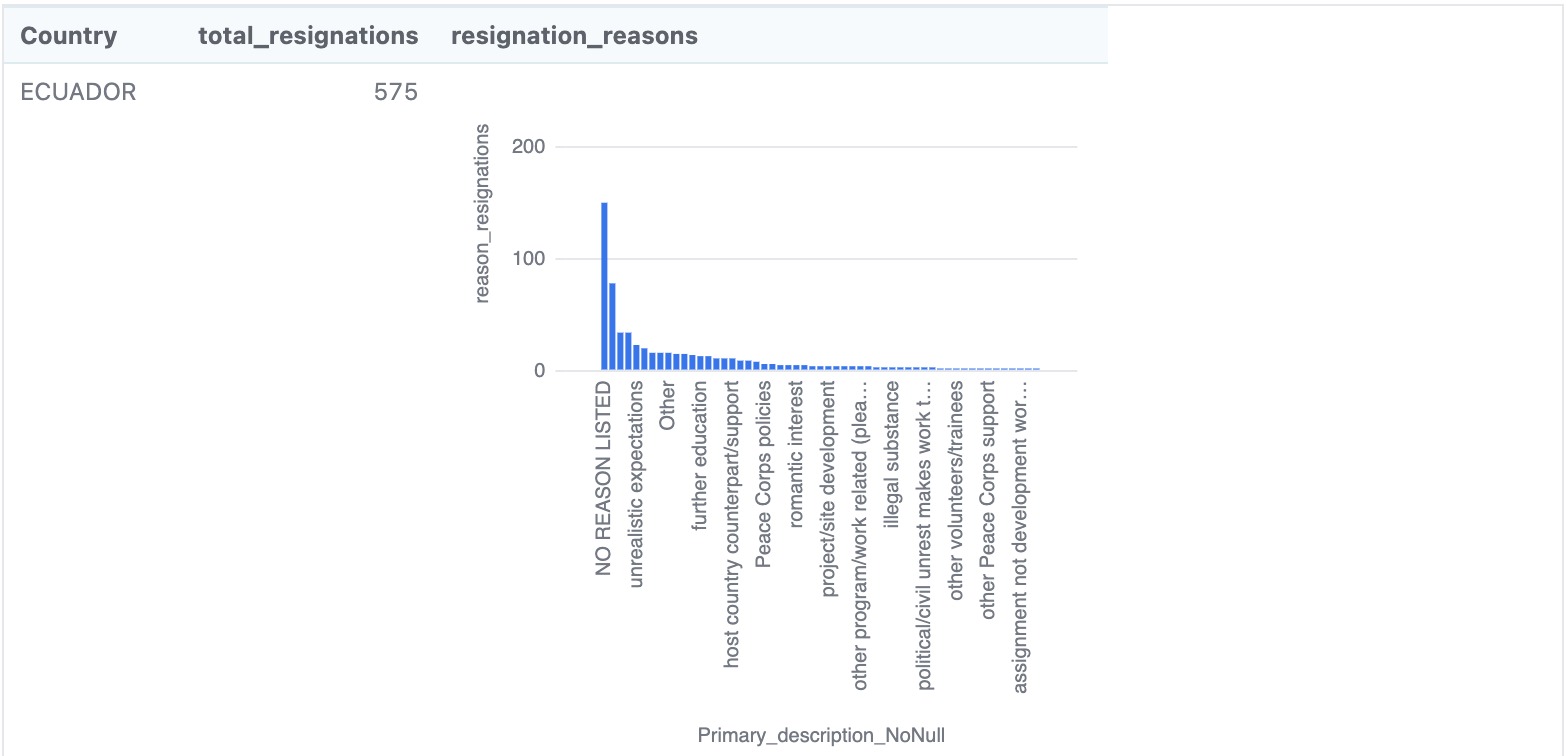 Country total_resignations resignation_reasons
ECUADOR 575
reason_resignations
200
100
0
NO REASON LISTED
unrealistic expectations
Other
further education
host country counterpart/support
Peace Corps policies
romantic interest
project/site development
other program/work related (plea…
illegal substance
political/civil unrest makes work t…
other volunteers/trainees
other Peace Corps support
assignment not development wor…
Primary_description_NoNull